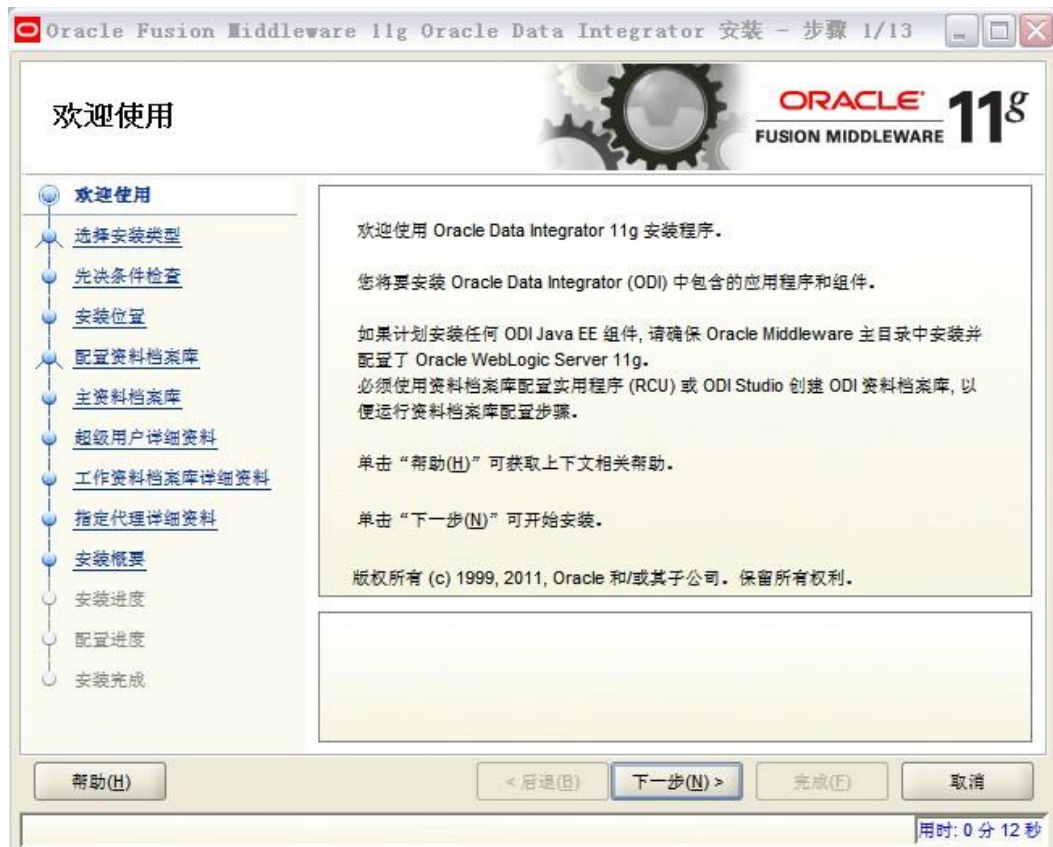 Oracle Fusion Middleware 11g Oracle Data Integrator 安装 - 步骤 1/13
欢迎使用
ORACLE
FUSION MIDDLEWARE
11g
欢迎使用
选择安装类型
先决条件检查
安装位置
配置资料档案库
主资料档案库
超级用户详细资料
工作资料档案库详细资料
指定代理详细资料
安装概要
安装进度
配置进度
安装完成
欢迎使用 Oracle Data Integrator 11g 安装程序。
您将要安装 Oracle Data Integrator (ODI) 中包含的应用程序和组件。
如果计划安装任何 ODI Java EE 组件, 请确保 Oracle Middleware 主目录中安装并
配置了 Oracle WebLogic Server 11g。
必须使用资料档案库配置实用程序 (RCU) 或 ODI Studio 创建 ODI 资料档案库, 以
便运行资料档案库配置步骤。
单击 “帮助(H)” 可获取上下文相关帮助。
单击 “下一步(N)” 可开始安装。
版权所有 (c) 1999, 2011, Oracle 和/或其子公司。保留所有权利。
帮助(H)
< 后退(B)
下一步(N) >
完成(F)
取消
用时: 0 分 12 秒